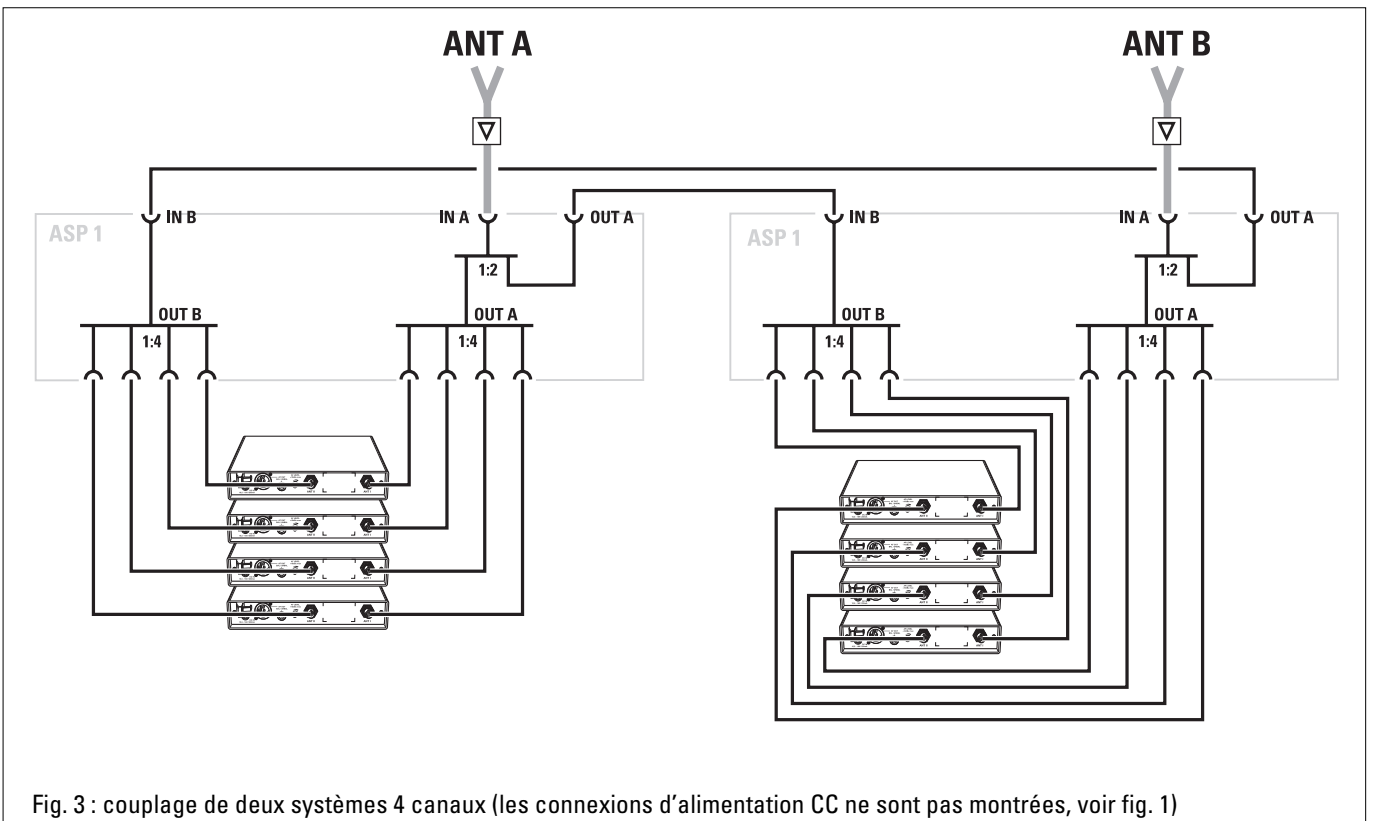 ANT A
ANT B
IN B
IN A
OUT A
IN B
IN A
OUT A
ASP 1
ASP 1
1:2
1:2
OUT B
OUT A
OUT B
OUT A
1:4
1:4
1:4
1:4
Fig. 3 : couplage de deux systèmes 4 canaux (les connexions d'alimentation CC ne sont pas montrées, voir fig. 1)